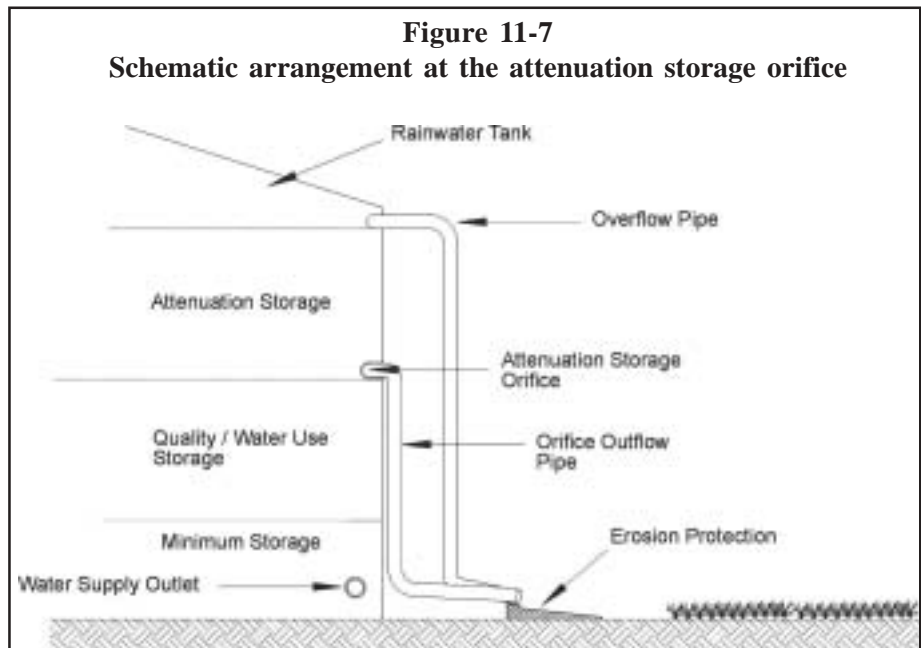 Figure 11-7
Schematic arrangement at the attenuation storage orifice
Rainwater Tank
Overflow Pipe
Attenuation Storage
Attenuation Storage
Orifice
Quality / Water Use
Storage
Orifice Outflow
Pipe
Minimum Storage
Erosion Protection
Water Supply Outlet